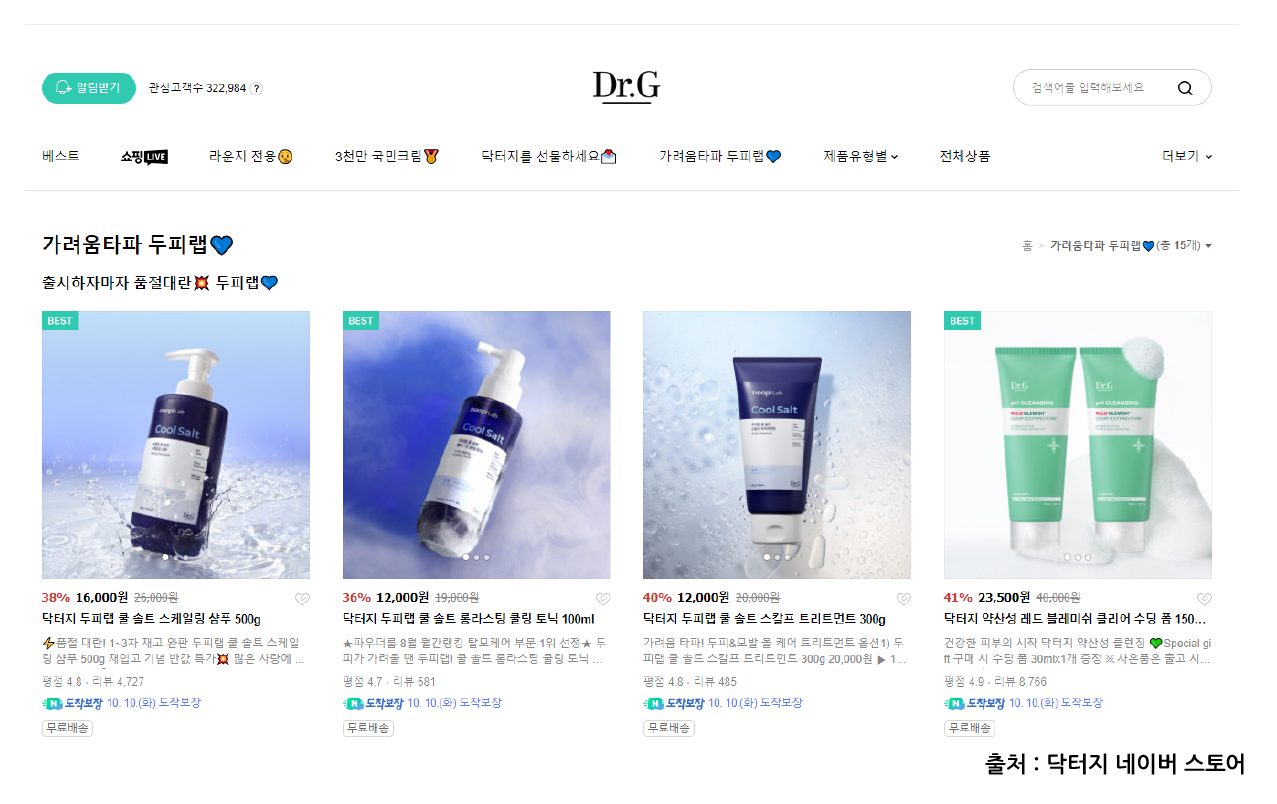 알림받기
관심고객수 322,984 ?
Dr.G
검색어를 입력해보세요
베스트
쇼핑LIVE
라운지 전용🫡
3천만 국민크림🏅
닥터지를 선물하세요💌
가려움타파 두피랩💙
제품유형별
전체상품
더보기
가려움타파 두피랩💙
홈 > 가려움타파 두피랩💙(총 15개)
출시하자마자 품절대란💥 두피랩💙
BEST
Doopi Lab
Cool Salt
Dr.G
38% 16,000원 26,000원
닥터지 두피랩 쿨 솔트 스케일링 샴푸 500g
⚡품절 대란! 1~3차 재고 완판 두피랩 쿨 솔트 스케일
링 샴푸 500g 재입고 기념 반값 특가💥 많은 사랑에 ...
평점 4.8 · 리뷰 4,727
N 도착보장 10. 10.(화) 도착보장
무료배송
BEST
Doopi Lab
Cool Salt
36% 12,000원 19,000원
닥터지 두피랩 쿨 솔트 롱라스팅 쿨링 토닉 100ml
★파우더룸 8월 월간랭킹 탈모케어 부문 1위 선정★ 두
피가 가려울 땐 두피랩! 쿨 솔트 롱라스팅 쿨링 토닉 ...
평점 4.7 · 리뷰 581
N 도착보장 10. 10.(화) 도착보장
무료배송
Doopi Lab
Cool Salt
Dr.G
40% 12,000원 20,000원
닥터지 두피랩 쿨 솔트 스칼프 트리트먼트 300g
가려움 타파! 두피&모발 올 케어 트리트먼트 옵션1) 두
피랩 쿨 솔트 스칼프 트리트먼트 300g 20,000원 ▶ 1...
평점 4.8 · 리뷰 485
N 도착보장 10. 10.(화) 도착보장
무료배송
BEST
Dr.G
pH CLEANSING
RED BLEMISH
CLEAR SOOTHING FOAM
Dr.G
pH CLEANSING
RED BLEMISH
CLEAR SOOTHING FOAM
41% 23,500원 40,000원
닥터지 약산성 레드 블레미쉬 클리어 수딩 폼 150...
건강한 피부의 시작 닥터지 약산성 클렌징 💚Special gi
ft 구매 시 수딩 폼 30mlx1개 증정 ※ 사은품은 출고 시...
평점 4.9 · 리뷰 8,766
N 도착보장 10. 10.(화) 도착보장
무료배송
출처 : 닥터지 네이버 스토어